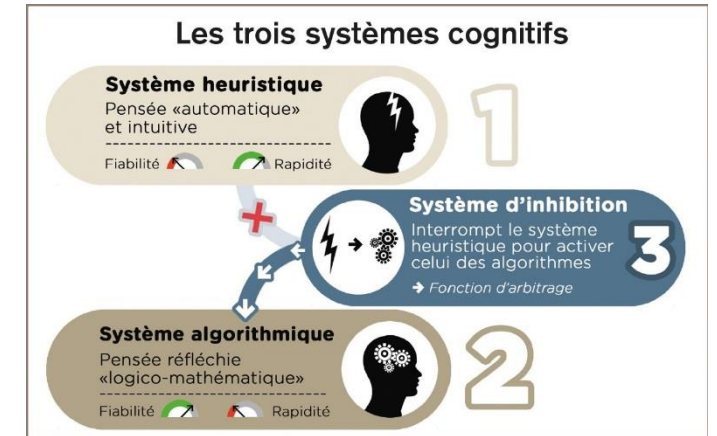 Les trois systèmes cognitifs
Système heuristique
Pensée «automatique»
et intuitive
Fiabilité Rapidité
1
Système d'inhibition
Interrompt le système
heuristique pour activer
celui des algorithmes
➔ Fonction d'arbitrage
3
Système algorithmique
Pensée réfléchie
«logico-mathématique»
Fiabilité Rapidité
2